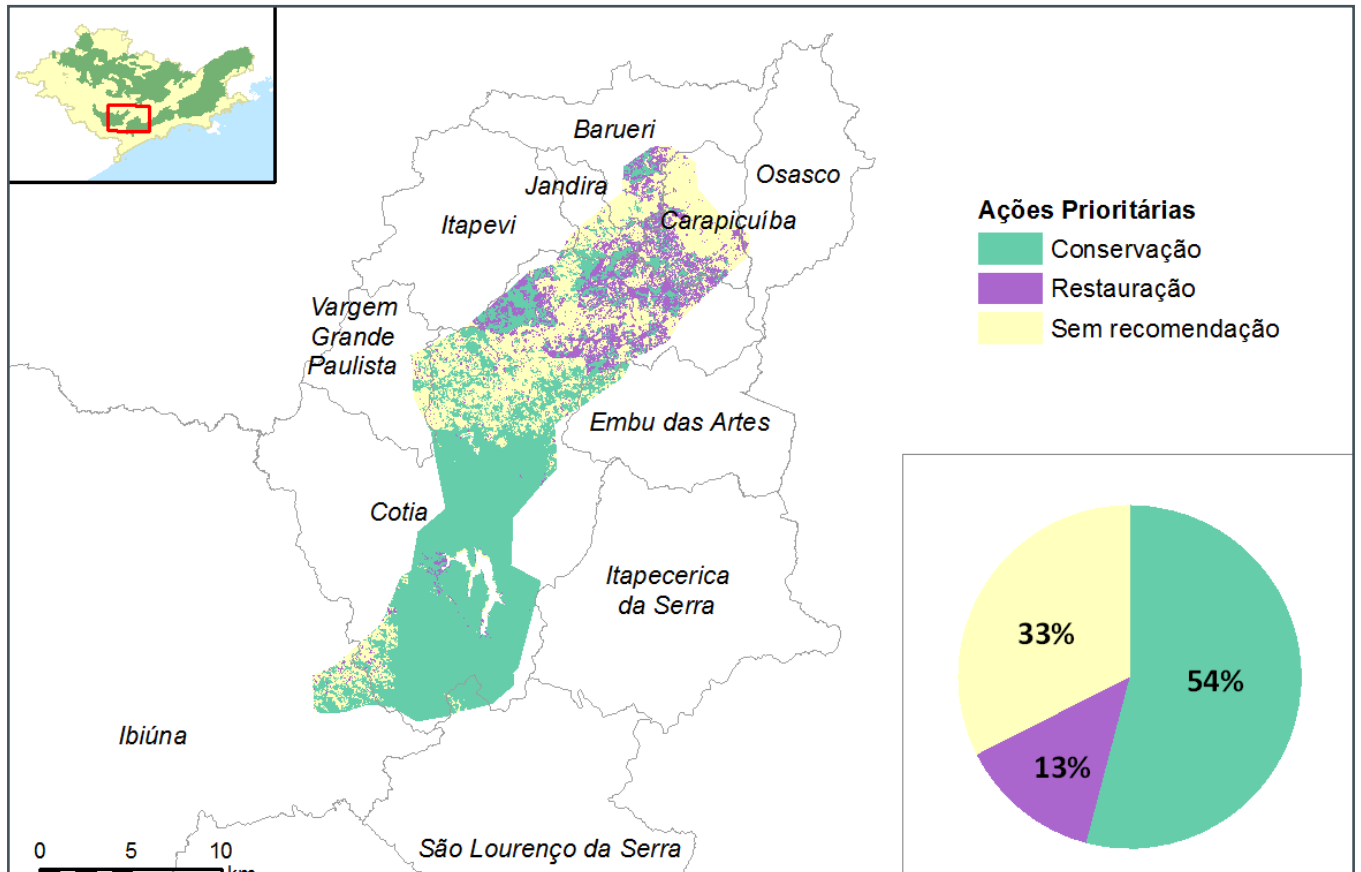 Barueri
Osasco
Jandira
Carapicuíba
Itapevi
Vargem
Grande
Paulista
Embu das Artes
Cotia
Itapecerica
da Serra
Ibiúna
São Lourenço da Serra
0 5 10
km
Ações Prioritárias
Conservação
Restauração
Sem recomendação
33%
54%
13%